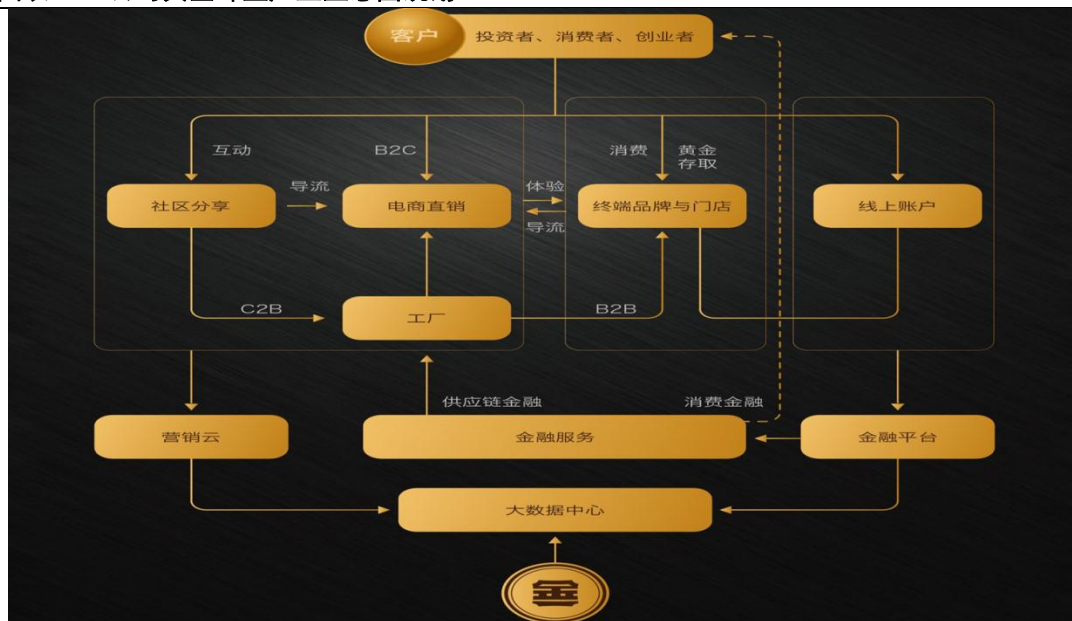 客户 投资者、消费者、创业者
互动
B2C
消费
黄金
存取
社区分享
导流
电商直销
体验
导流
终端品牌与门店
线上账户
C2B
工厂
B2B
供应链金融
消费金融
营销云
金融服务
金融平台
大数据中心
金